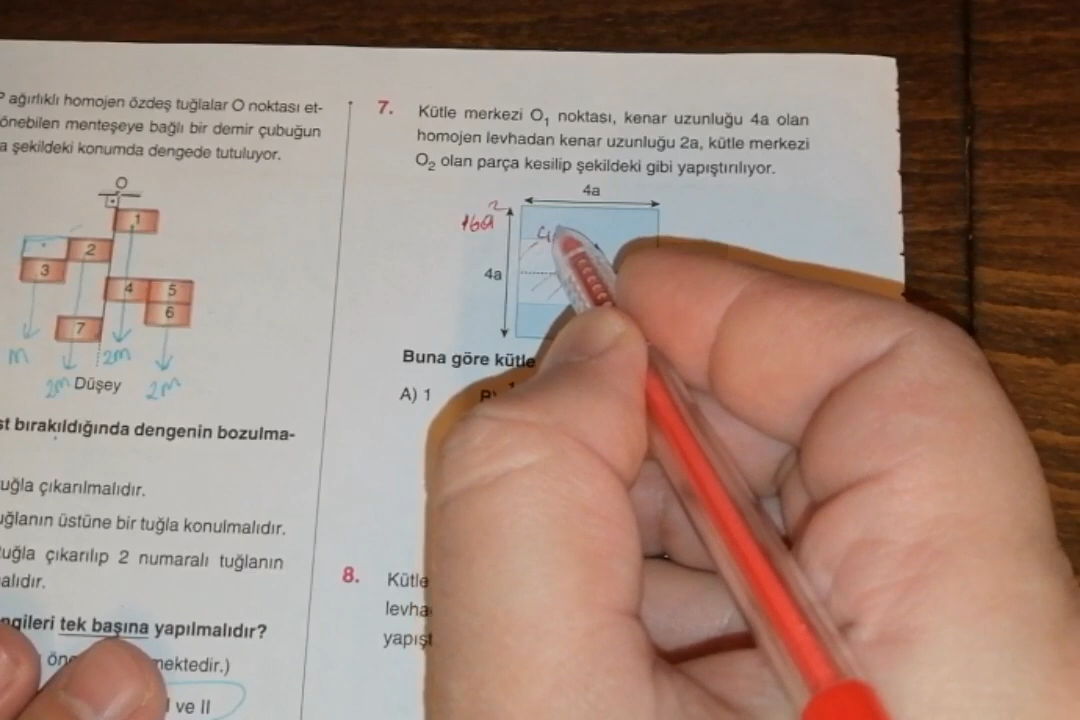 ağırlıklı homojen özdeş tuğlalar O noktası et-
önebilen menteşeye bağlı bir demir çubuğun
a şekildeki konumda dengede tutuluyor.
O
1
2
3
4
5
6
7
M
2M
2M
2M
Düşey
st bırakıldığında dengenin bozulma-
uğla çıkarılmalıdır.
uğlanın üstüne bir tuğla konulmalıdır.
tuğla çıkarılıp 2 numaralı tuğlanın
alıdır.
ngileri tek başına yapılmalıdır?
mektedir.)
I ve II
7.
Kütle merkezi O₁ noktası, kenar uzunluğu 4a olan
homojen levhadan kenar uzunluğu 2a, kütle merkezi
O₂ olan parça kesilip şekildeki gibi yapıştırılıyor.
4a
16a²
4a
Buna göre kütle
A) 1
8.
Kütle
levha
yapışt